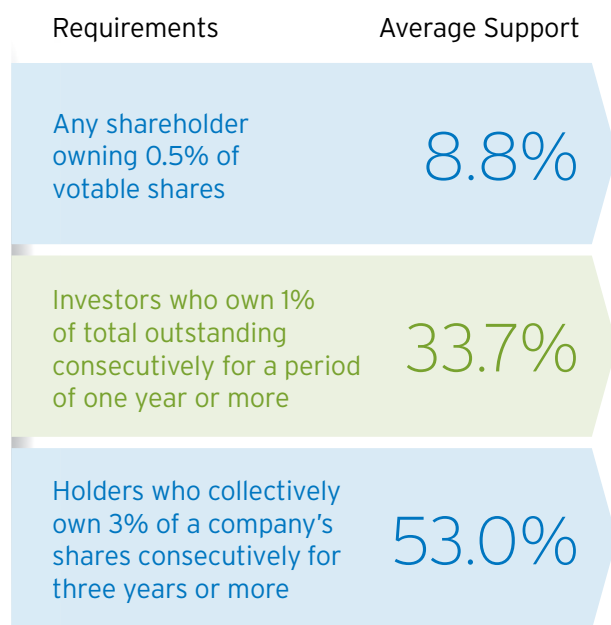 Requirements Average Support
Any shareholder
owning 0.5% of
votable shares
8.8%
Investors who own 1%
of total outstanding
consecutively for a period
of one year or more
33.7%
Holders who collectively
own 3% of a company’s
shares consecutively for
three years or more
53.0%